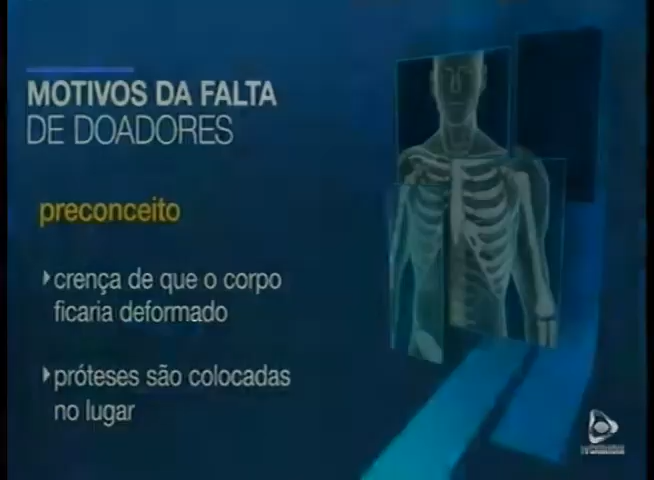 MOTIVOS DA FALTA
DE DOADORES
preconceito
crença de que o corpo
ficaria deformado
próteses são colocadas
no lugar